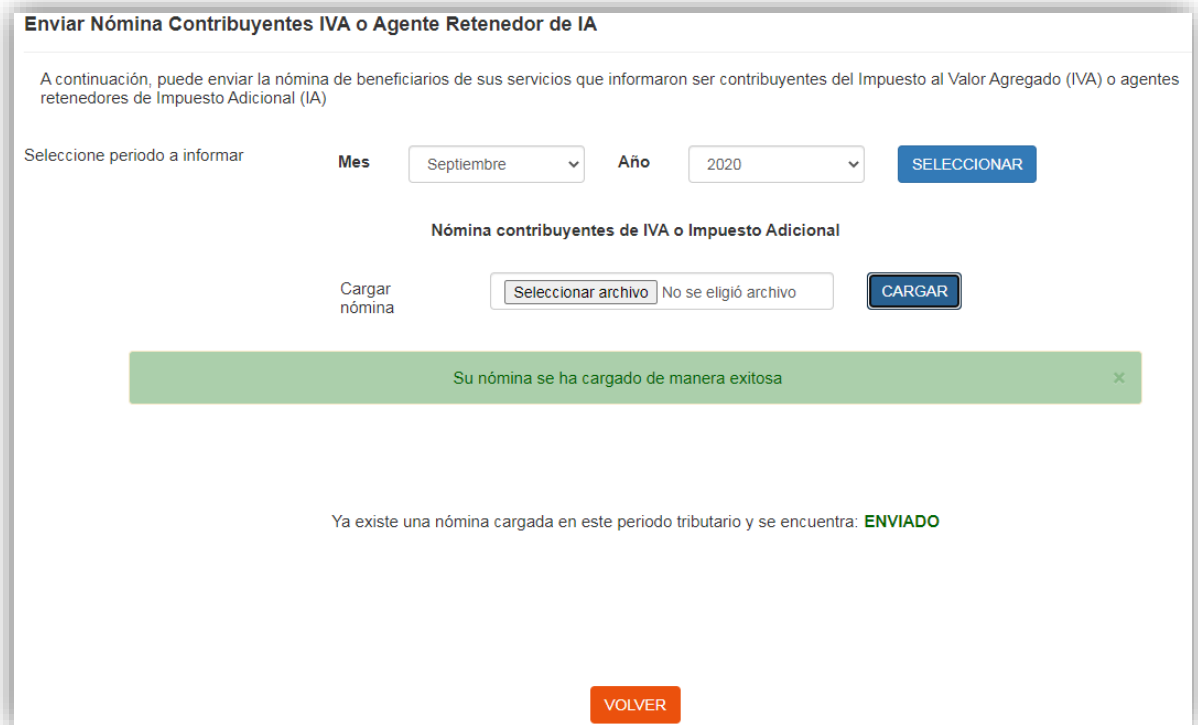 Enviar Nómina Contribuyentes IVA o Agente Retenedor de IA
A continuación, puede enviar la nómina de beneficiarios de sus servicios que informaron ser contribuyentes del Impuesto al Valor Agregado (IVA) o agentes
retenedores de Impuesto Adicional (IA)
Seleccione periodo a informar Mes Septiembre Año 2020 SELECCIONAR
Nómina contribuyentes de IVA o Impuesto Adicional
Cargar nómina Seleccionar archivo No se eligió archivo CARGAR
Su nómina se ha cargado de manera exitosa ×
Ya existe una nómina cargada en este periodo tributario y se encuentra: ENVIADO
VOLVER